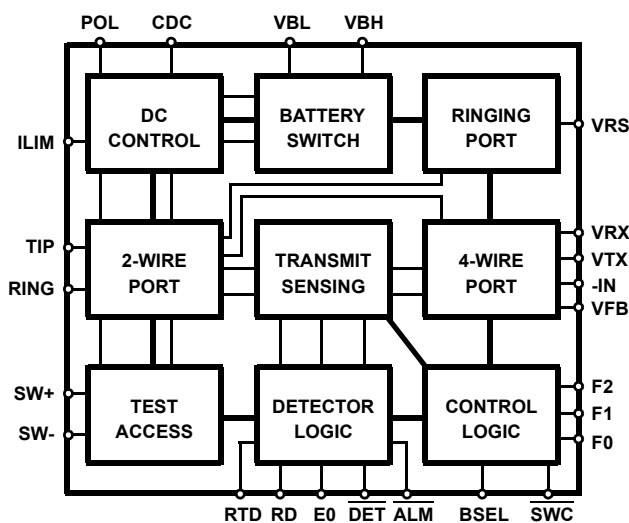 POL CDC VBL VBH
DC CONTROL
BATTERY SWITCH
RINGING PORT
ILIM
VRS
TIP
RING
2-WIRE PORT
TRANSMIT SENSING
4-WIRE PORT
VRX
VTX
-IN
VFB
SW+
SW-
TEST ACCESS
DETECTOR LOGIC
CONTROL LOGIC
F2
F1
F0
RTD RD E0 DET ALM BSEL SWC